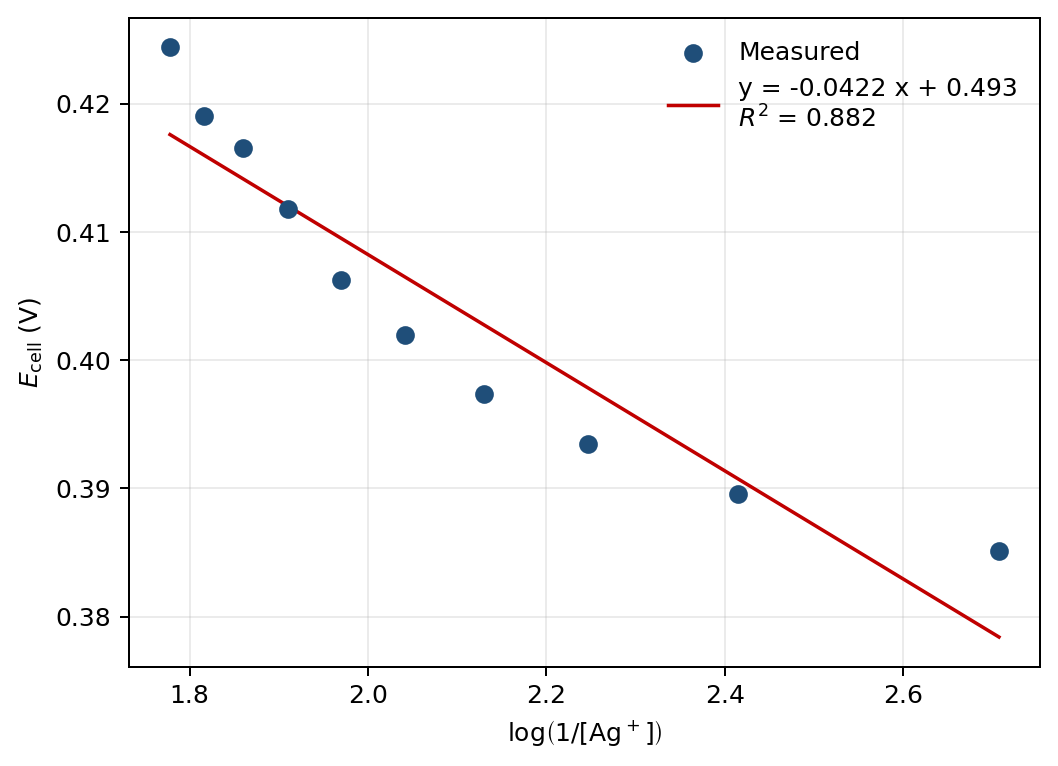 Measured
y = -0.0422 x + 0.493
R² = 0.882
E_cell (V)
0.42
0.41
0.40
0.39
0.38
1.8 2.0 2.2 2.4 2.6
log(1/[Ag⁺])